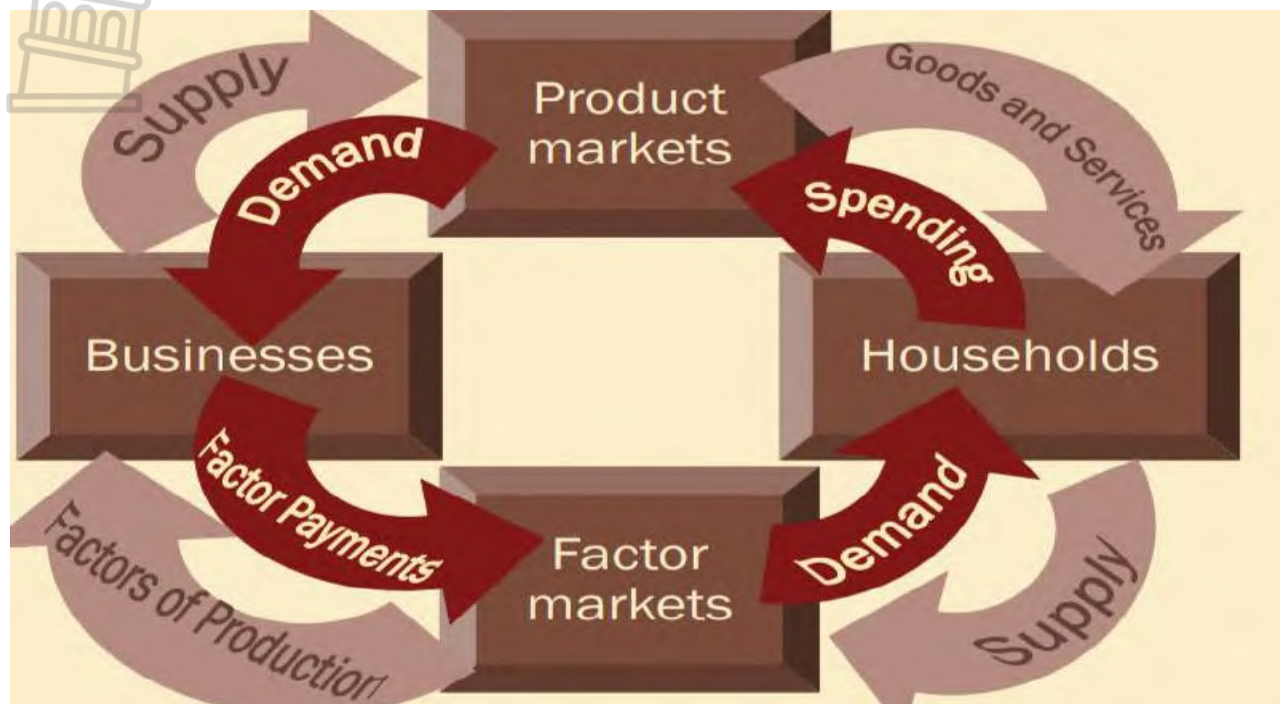 Supply
Product
markets
Goods and Services
Demand
Spending
Businesses
Households
Factor Payments
Factor
markets
Demand
Factors of Production
Supply